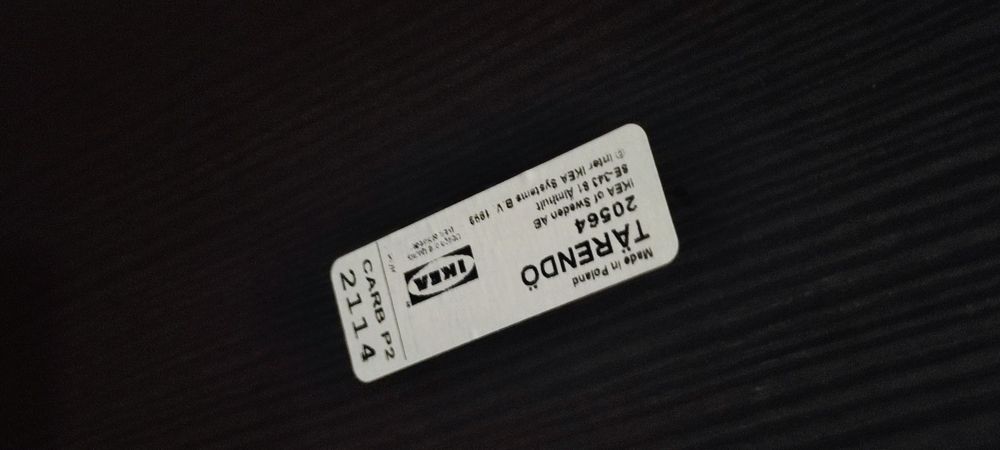 Made in Poland
TÄRENDÖ
20564
IKEA of Sweden AB
SE-343 81 Älmhult
© Inter IKEA Systems B.V. 1999
IKEA
CARB P2
2114